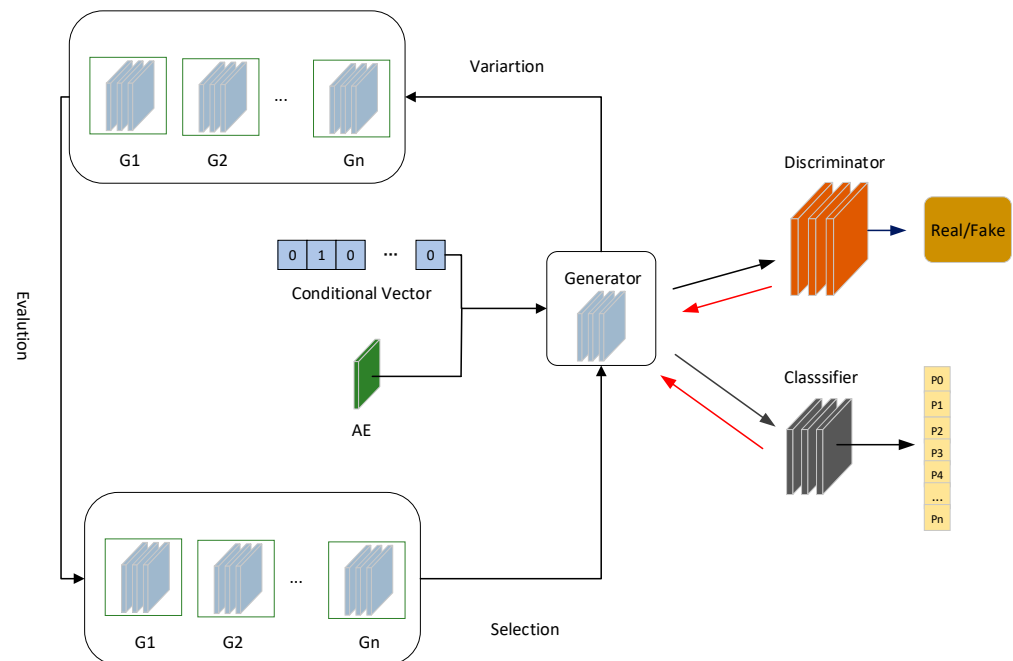 Variartion
...
G1 G2 Gn
Discriminator
Real/Fake
0 1 0 ... 0
Conditional Vector
Generator
Evalution
AE
Classsifier
P0
P1
P2
P3
P4
...
Pn
...
G1 G2 Gn
Selection